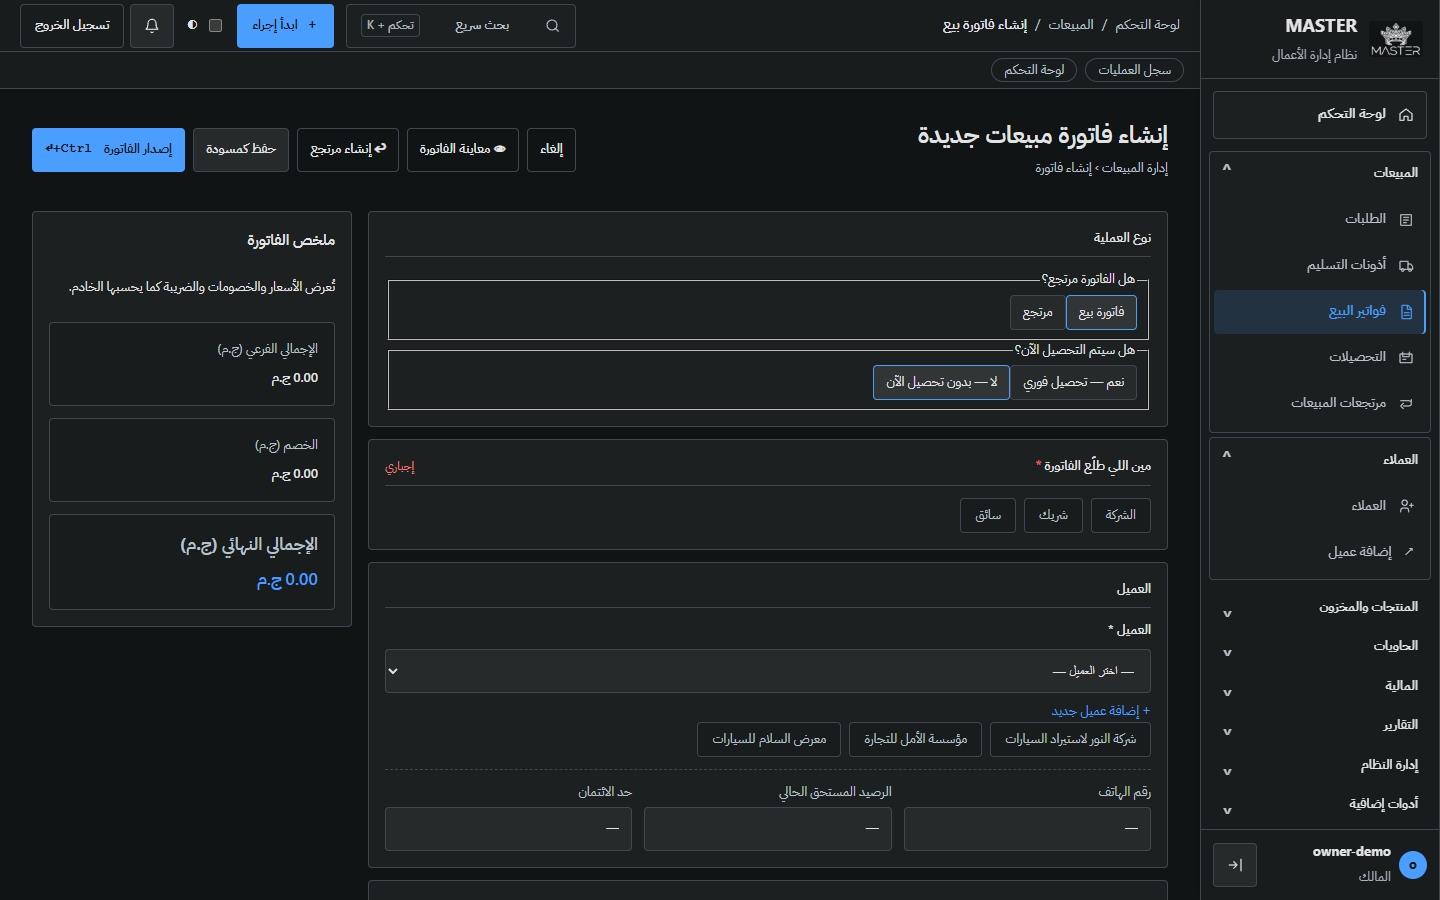 MASTER
نظام إدارة الأعمال
MASTER
لوحة التحكم
المبيعات
الطلبات
أذونات التسليم
فواتير البيع
التحصيلات
مرتجعات المبيعات
العملاء
العملاء
إضافة عميل
المنتجات والمخزون
الحاويات
المالية
التقارير
إدارة النظام
أدوات إضافية
owner-demo
المالك
o
لوحة التحكم / المبيعات / إنشاء فاتورة بيع
بحث سريع
تحكم + K
+ ابدأ إجراء
تسجيل الخروج
سجل العمليات
لوحة التحكم
إنشاء فاتورة مبيعات جديدة
إدارة المبيعات › إنشاء فاتورة
إلغاء
معاينة الفاتورة
إنشاء مرتجع
حفظ كمسودة
إصدار الفاتورة Ctrl+↵
نوع العملية
هل الفاتورة مرتجع؟
فاتورة بيع
مرتجع
هل سيتم التحصيل الآن؟
نعم — تحصيل فوري
لا — بدون تحصيل الآن
مين اللي طلّع الفاتورة *
إجباري
الشركة
شريك
سائق
العميل
العميل *
— اختر العميل —
+ إضافة عميل جديد
شركة النور لاستيراد السيارات
مؤسسة الأمل للتجارة
معرض السلام للسيارات
رقم الهاتف
—
الرصيد المستحق الحالي
—
حد الائتمان
—
ملخص الفاتورة
تُعرض الأسعار والخصومات والضريبة كما يحسبها الخادم.
الإجمالي الفرعي (ج.م)
0.00 ج.م
الخصم (ج.م)
0.00 ج.م
الإجمالي النهائي (ج.م)
0.00 ج.م